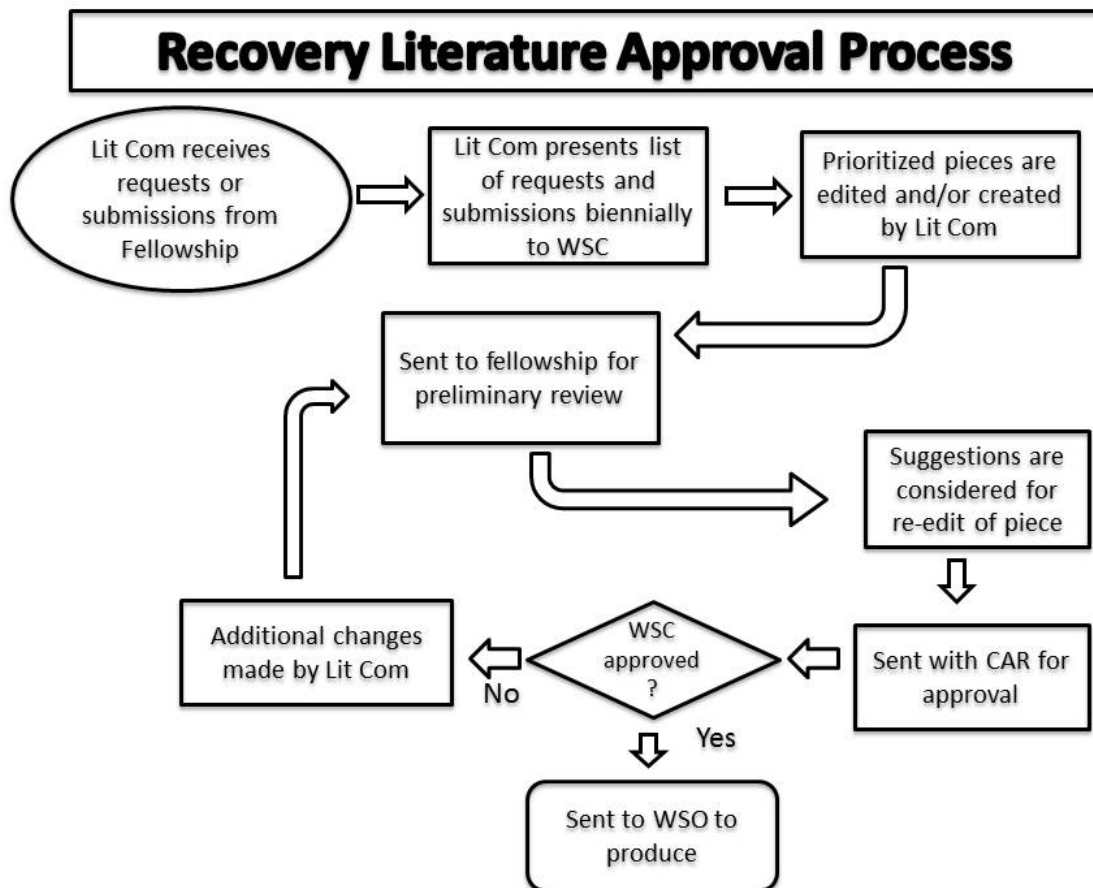 Recovery Literature Approval Process
Lit Com receives
requests or
submissions from
Fellowship
Lit Com presents list
of requests and
submissions biennially
to WSC
Prioritized pieces are
edited and/or created
by Lit Com
Sent to fellowship for
preliminary review
Suggestions are
considered for
re-edit of piece
Sent with CAR for
approval
WSC
approved
?
No
Additional changes
made by Lit Com
Yes
Sent to WSO to
produce